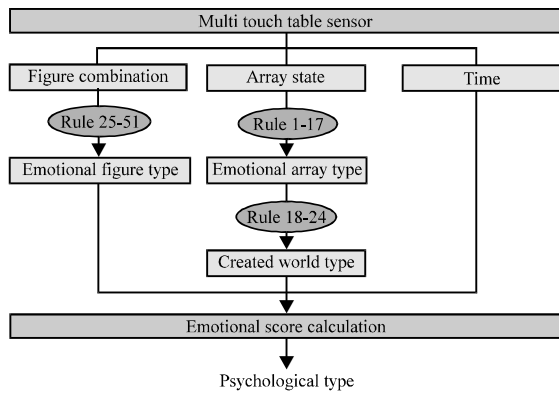 Multi touch table sensor
Figure combination
Array state
Time
Rule 25-51
Rule 1-17
Emotional figure type
Emotional array type
Rule 18-24
Created world type
Emotional score calculation
Psychological type